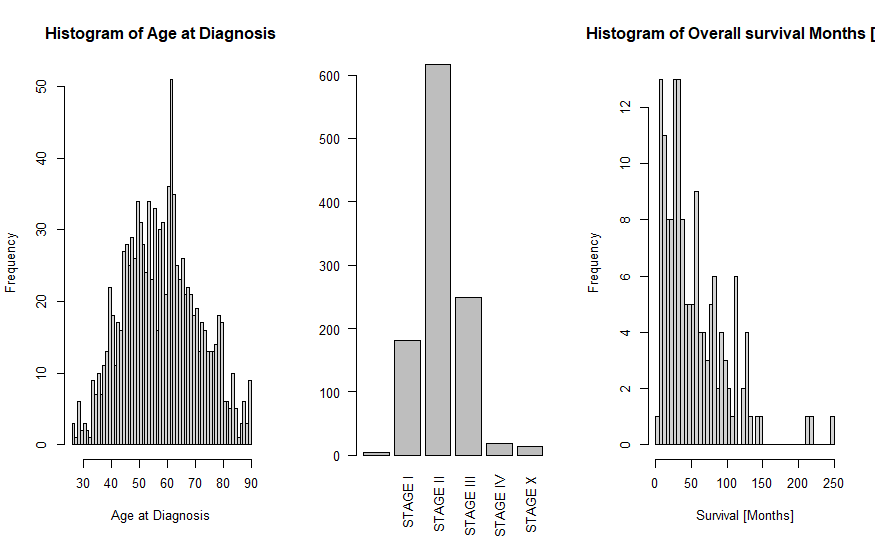 Histogram of Age at Diagnosis
Frequency
0
10
20
30
40
50
30 40 50 60 70 80 90
Age at Diagnosis
0
100
200
300
400
500
600
STAGE I
STAGE II
STAGE III
STAGE IV
STAGE X
Histogram of Overall survival Months [
Frequency
0
2
4
6
8
10
12
0 50 100 150 200 250
Survival [Months]